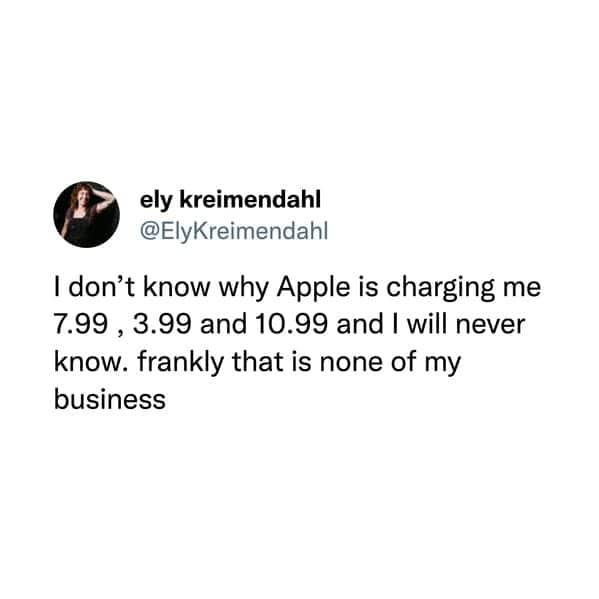 ely kreimendahl
@ElyKreimendahl
I don’t know why Apple is charging me
7.99 , 3.99 and 10.99 and I will never
know. frankly that is none of my
business